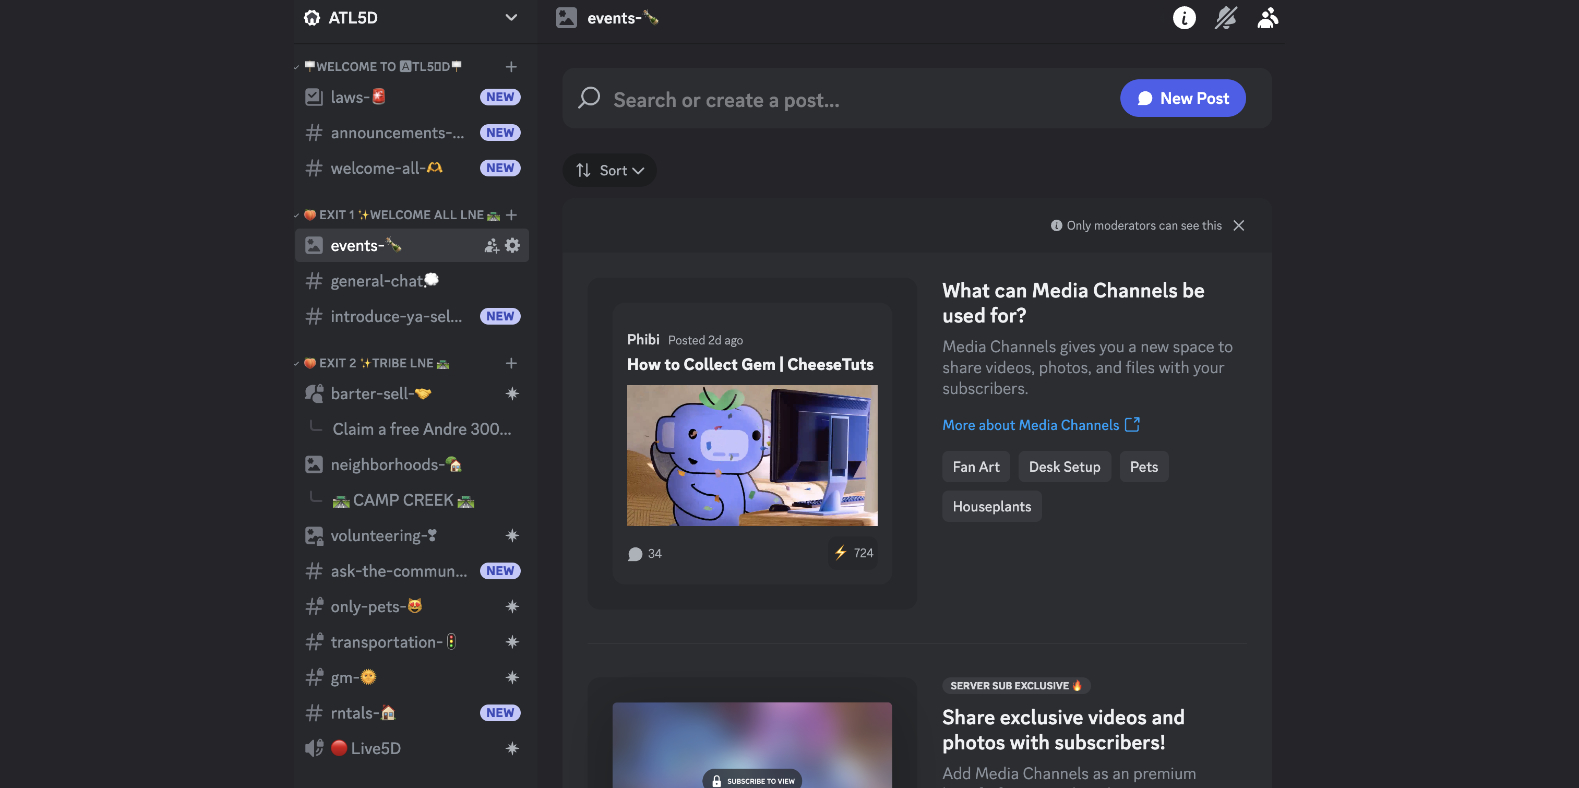 ATL5D
🪧WELCOME TO 🅰TL5▯D🪧
laws-🚨
NEW
announcements-...
NEW
welcome-all-🫶
NEW
🍑 EXIT 1 ✨WELCOME ALL LNE 🛣️
events-🍾
general-chat💭
introduce-ya-sel...
NEW
🍑 EXIT 2 ✨TRIBE LNE 🛣️
barter-sell-🤝
Claim a free Andre 300...
neighborhoods-🏡
🛣️ CAMP CREEK 🛣️
volunteering-❣
ask-the-commun...
NEW
only-pets-😻
transportation-🚦
gm-🌞
rntals-🏠
NEW
🔴 Live5D
events-🍾
Search or create a post...
New Post
Sort
Only moderators can see this
Phibi Posted 2d ago
How to Collect Gem | CheeseTuts
34
⚡ 724
What can Media Channels be
used for?
Media Channels gives you a new space to
share videos, photos, and files with your
subscribers.
More about Media Channels
Fan Art
Desk Setup
Pets
Houseplants
SUBSCRIBE TO VIEW
SERVER SUB EXCLUSIVE 🔥
Share exclusive videos and
photos with subscribers!
Add Media Channels as an premium